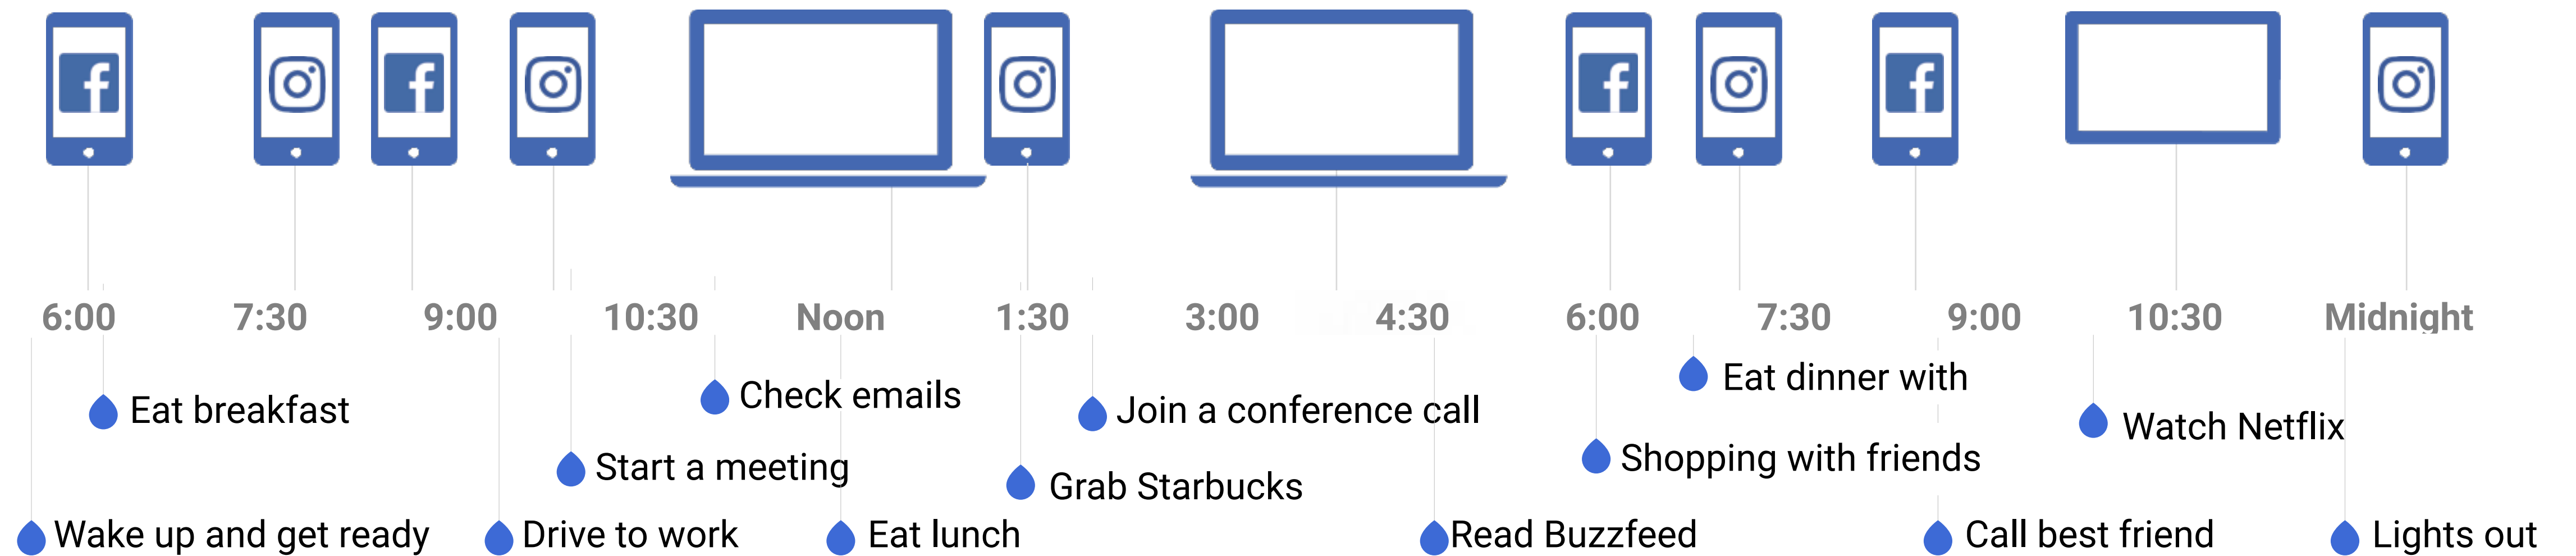 6:00 7:30 9:00 10:30 Noon 1:30 3:00 4:30 6:00 7:30 9:00 10:30 Midnight
Eat dinner with
Check emails
Eat breakfast
Join a conference call
Watch Netflix
Start a meeting
Shopping with friends
Grab Starbucks
Wake up and get ready
Drive to work
Eat lunch
Read Buzzfeed
Call best friend
Lights out